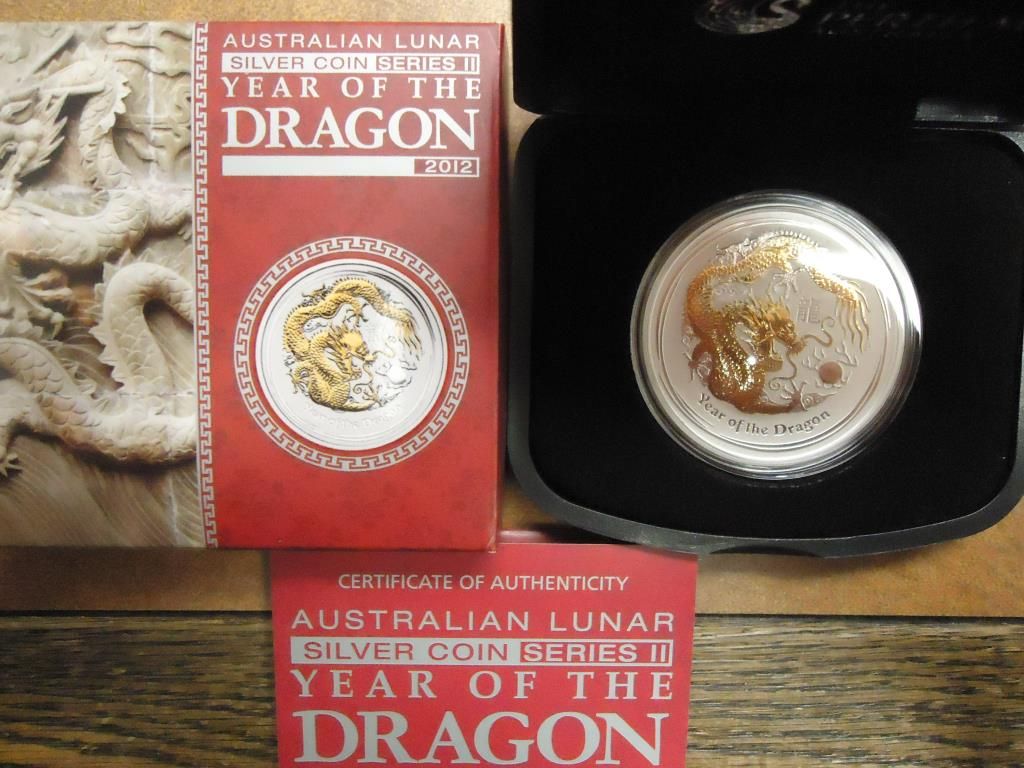 AUSTRALIAN LUNAR
SILVER COIN SERIES II
YEAR OF THE
DRAGON
2012
Year of the Dragon
龍
Year of the Dragon
CERTIFICATE OF AUTHENTICITY
AUSTRALIAN LUNAR
SILVER COIN SERIES II
YEAR OF THE
DRAGON